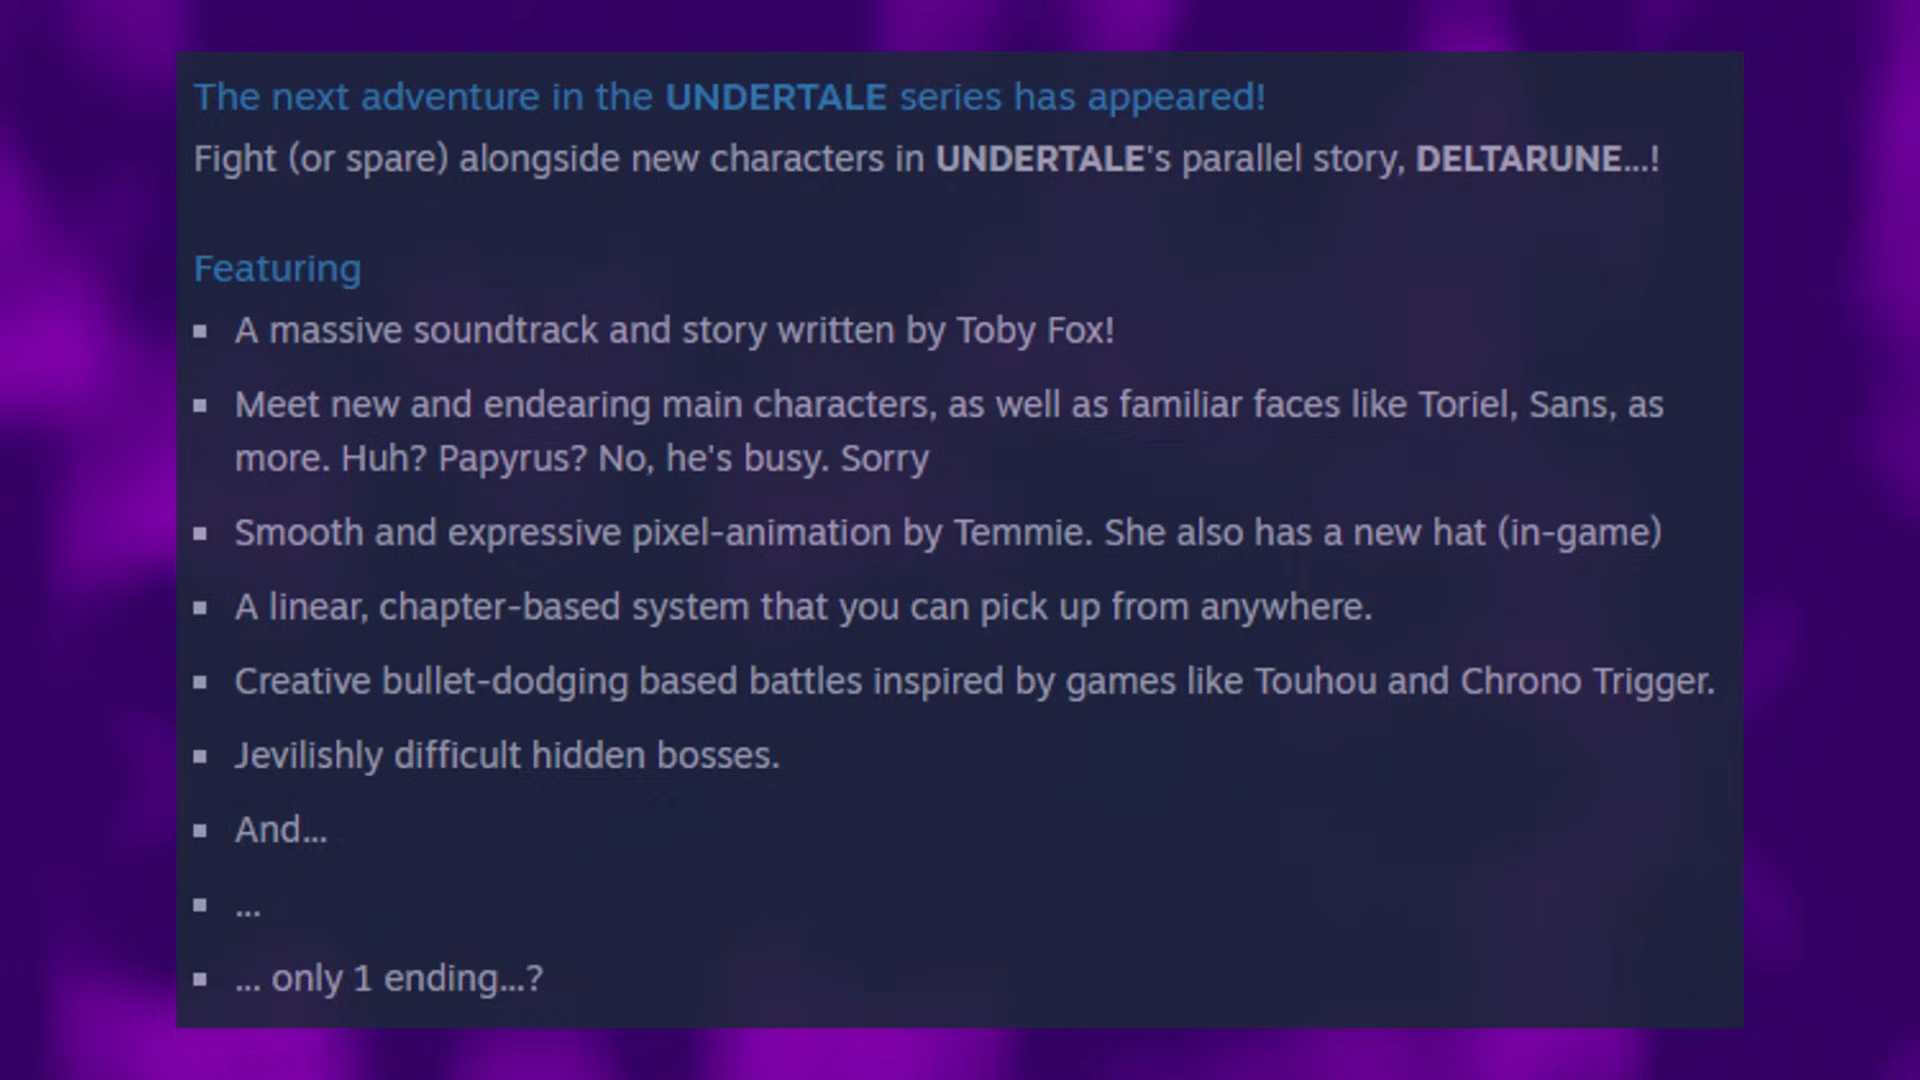 The next adventure in the UNDERTALE series has appeared!
Fight (or spare) alongside new characters in UNDERTALE's parallel story, DELTARUNE...!
Featuring
▪ A massive soundtrack and story written by Toby Fox!
▪ Meet new and endearing main characters, as well as familiar faces like Toriel, Sans, as
more. Huh? Papyrus? No, he's busy. Sorry
▪ Smooth and expressive pixel-animation by Temmie. She also has a new hat (in-game)
▪ A linear, chapter-based system that you can pick up from anywhere.
▪ Creative bullet-dodging based battles inspired by games like Touhou and Chrono Trigger.
▪ Jevilishly difficult hidden bosses.
▪ And...
▪ ...
▪ ... only 1 ending...?